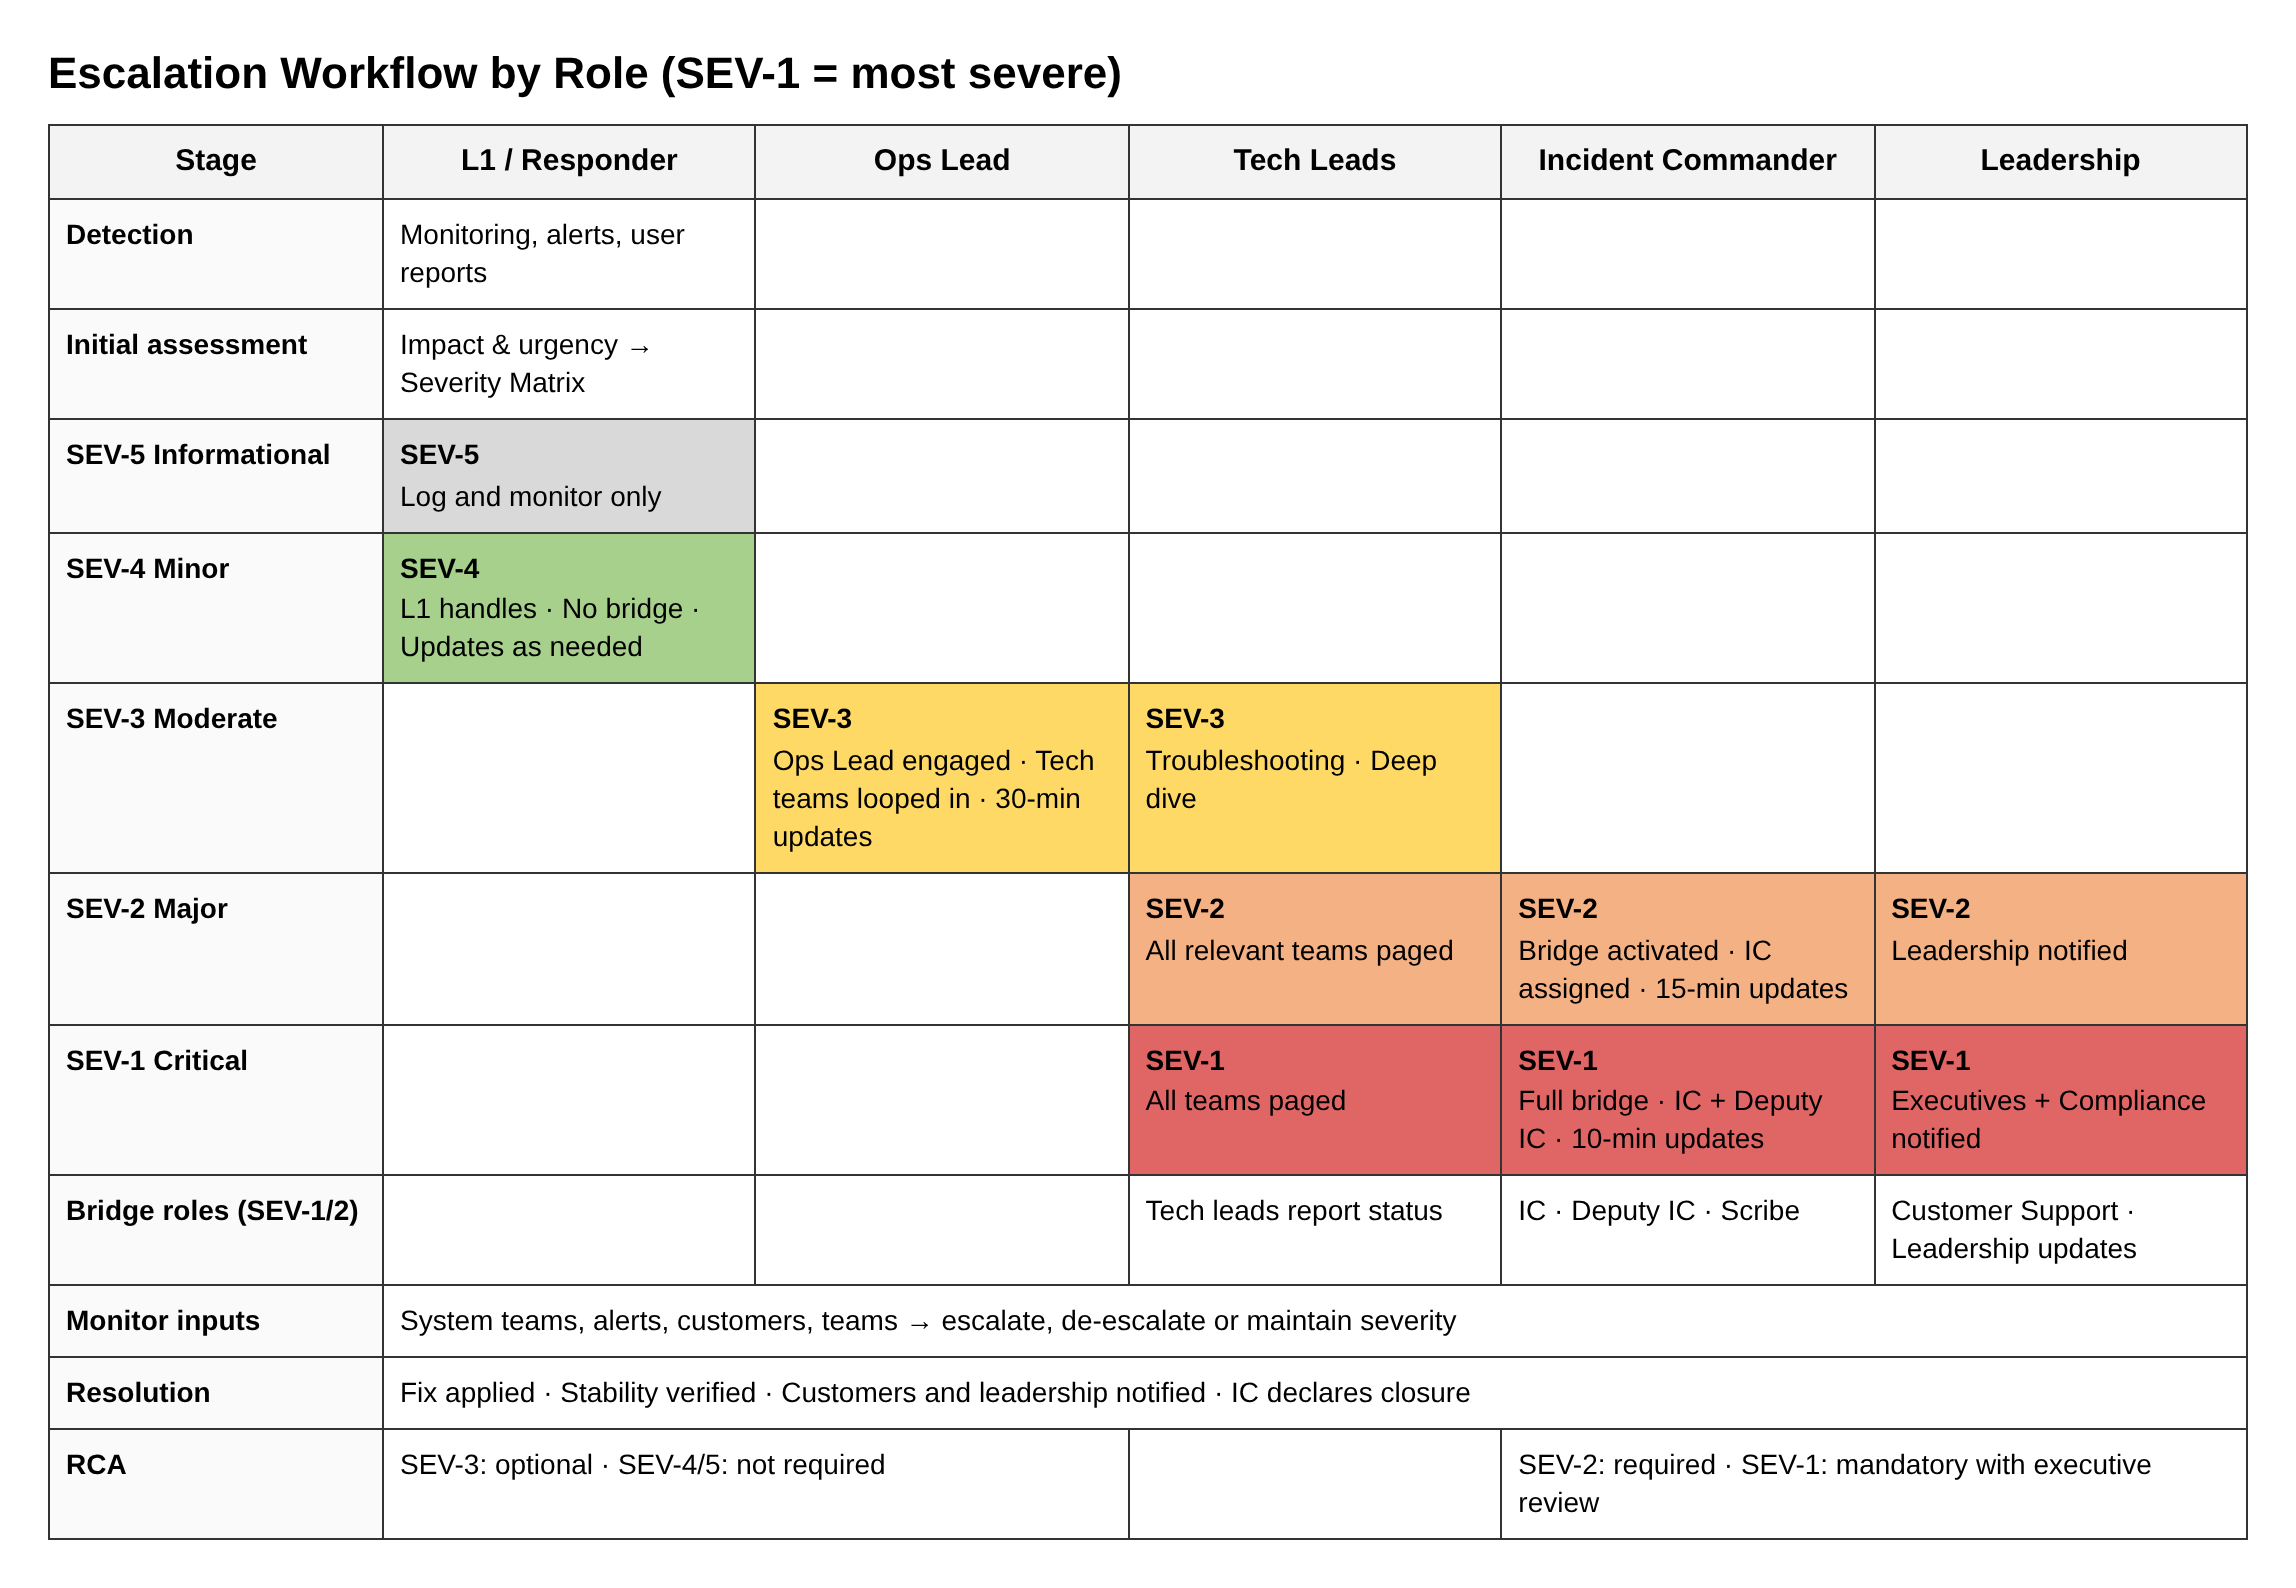 Escalation Workflow by Role (SEV-1 = most severe)
Stage
L1 / Responder
Ops Lead
Tech Leads
Incident Commander
Leadership
Detection
Monitoring, alerts, user
reports
Initial assessment
Impact & urgency →
Severity Matrix
SEV-5 Informational
SEV-5
Log and monitor only
SEV-4 Minor
SEV-4
L1 handles · No bridge ·
Updates as needed
SEV-3 Moderate
SEV-3
Ops Lead engaged · Tech
teams looped in · 30-min
updates
SEV-3
Troubleshooting · Deep
dive
SEV-2 Major
SEV-2
All relevant teams paged
SEV-2
Bridge activated · IC
assigned · 15-min updates
SEV-2
Leadership notified
SEV-1 Critical
SEV-1
All teams paged
SEV-1
Full bridge · IC + Deputy
IC · 10-min updates
SEV-1
Executives + Compliance
notified
Bridge roles (SEV-1/2)
Tech leads report status
IC · Deputy IC · Scribe
Customer Support ·
Leadership updates
Monitor inputs
System teams, alerts, customers, teams → escalate, de-escalate or maintain severity
Resolution
Fix applied · Stability verified · Customers and leadership notified · IC declares closure
RCA
SEV-3: optional · SEV-4/5: not required
SEV-2: required · SEV-1: mandatory with executive
review